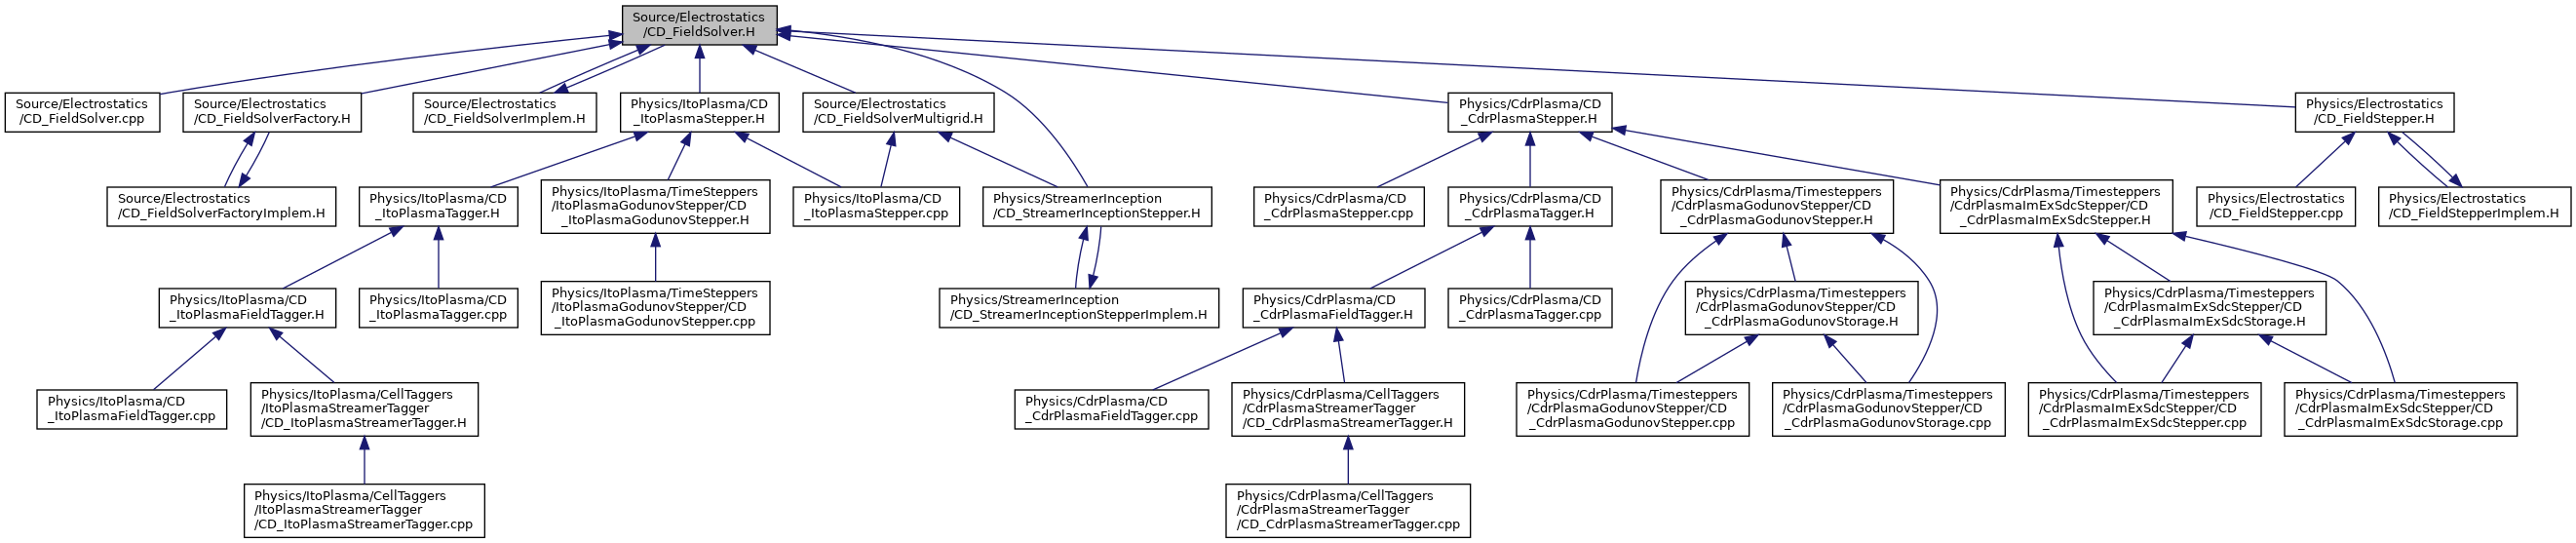 Source/Electrostatics
/CD_FieldSolver.H
Source/Electrostatics
/CD_FieldSolver.cpp
Source/Electrostatics
/CD_FieldSolverFactory.H
Source/Electrostatics
/CD_FieldSolverImplem.H
Physics/ItoPlasma/CD
_ItoPlasmaStepper.H
Source/Electrostatics
/CD_FieldSolverMultigrid.H
Physics/CdrPlasma/CD
_CdrPlasmaStepper.H
Physics/Electrostatics
/CD_FieldStepper.H
Source/Electrostatics
/CD_FieldSolverFactoryImplem.H
Physics/ItoPlasma/CD
_ItoPlasmaTagger.H
Physics/ItoPlasma/TimeSteppers
/ItoPlasmaGodunovStepper/CD
_ItoPlasmaGodunovStepper.H
Physics/ItoPlasma/CD
_ItoPlasmaStepper.cpp
Physics/StreamerInception
/CD_StreamerInceptionStepper.H
Physics/CdrPlasma/CD
_CdrPlasmaStepper.cpp
Physics/CdrPlasma/CD
_CdrPlasmaTagger.H
Physics/CdrPlasma/Timesteppers
/CdrPlasmaGodunovStepper/CD
_CdrPlasmaGodunovStepper.H
Physics/CdrPlasma/Timesteppers
/CdrPlasmaImExSdcStepper/CD
_CdrPlasmaImExSdcStepper.H
Physics/Electrostatics
/CD_FieldStepper.cpp
Physics/Electrostatics
/CD_FieldStepperImplem.H
Physics/ItoPlasma/CD
_ItoPlasmaFieldTagger.H
Physics/ItoPlasma/CD
_ItoPlasmaTagger.cpp
Physics/ItoPlasma/TimeSteppers
/ItoPlasmaGodunovStepper/CD
_ItoPlasmaGodunovStepper.cpp
Physics/StreamerInception
/CD_StreamerInceptionStepperImplem.H
Physics/CdrPlasma/CD
_CdrPlasmaFieldTagger.H
Physics/CdrPlasma/CD
_CdrPlasmaTagger.cpp
Physics/CdrPlasma/Timesteppers
/CdrPlasmaGodunovStepper/CD
_CdrPlasmaGodunovStorage.H
Physics/CdrPlasma/Timesteppers
/CdrPlasmaImExSdcStepper/CD
_CdrPlasmaImExSdcStorage.H
Physics/ItoPlasma/CD
_ItoPlasmaFieldTagger.cpp
Physics/ItoPlasma/CellTaggers
/ItoPlasmaStreamerTagger
/CD_ItoPlasmaStreamerTagger.H
Physics/CdrPlasma/CD
_CdrPlasmaFieldTagger.cpp
Physics/CdrPlasma/CellTaggers
/CdrPlasmaStreamerTagger
/CD_CdrPlasmaStreamerTagger.H
Physics/CdrPlasma/Timesteppers
/CdrPlasmaGodunovStepper/CD
_CdrPlasmaGodunovStepper.cpp
Physics/CdrPlasma/Timesteppers
/CdrPlasmaGodunovStepper/CD
_CdrPlasmaGodunovStorage.cpp
Physics/CdrPlasma/Timesteppers
/CdrPlasmaImExSdcStepper/CD
_CdrPlasmaImExSdcStepper.cpp
Physics/CdrPlasma/Timesteppers
/CdrPlasmaImExSdcStepper/CD
_CdrPlasmaImExSdcStorage.cpp
Physics/ItoPlasma/CellTaggers
/ItoPlasmaStreamerTagger
/CD_ItoPlasmaStreamerTagger.cpp
Physics/CdrPlasma/CellTaggers
/CdrPlasmaStreamerTagger
/CD_CdrPlasmaStreamerTagger.cpp